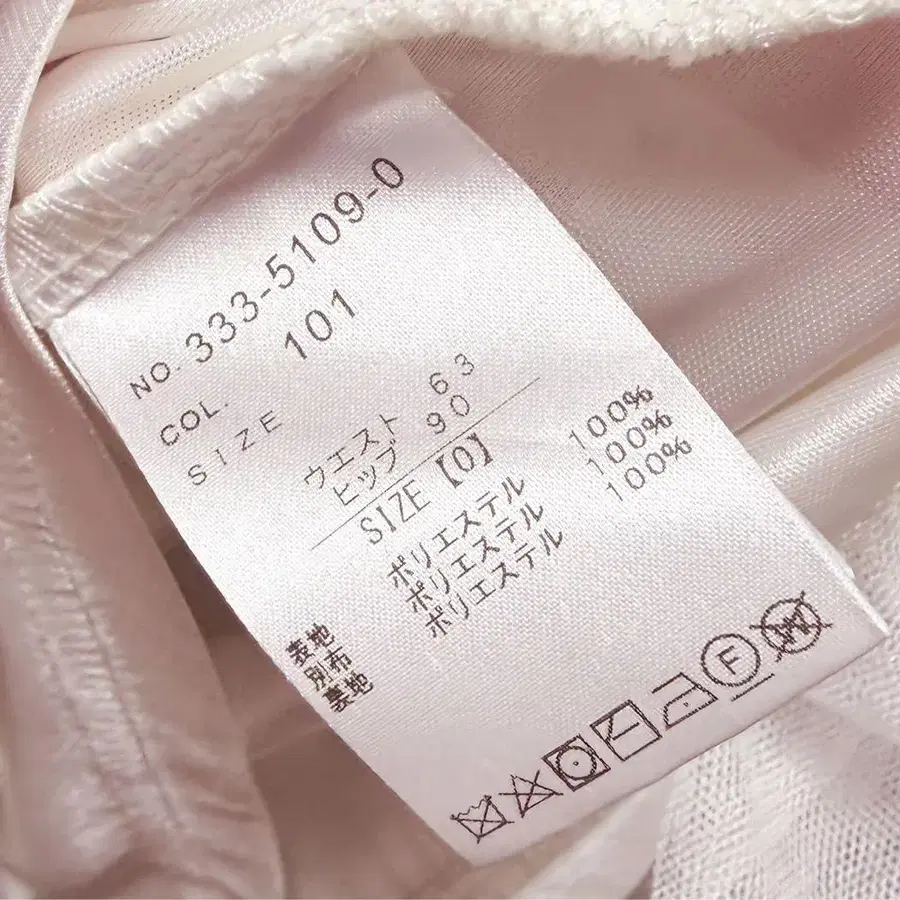 NO. 333-5109-0
COL. 101
SIZE
ウエスト 63
ヒップ 90
SIZE【0】
表地 ポリエステル 100%
別布 ポリエステル 100%
裏地 ポリエステル 100%
F
W